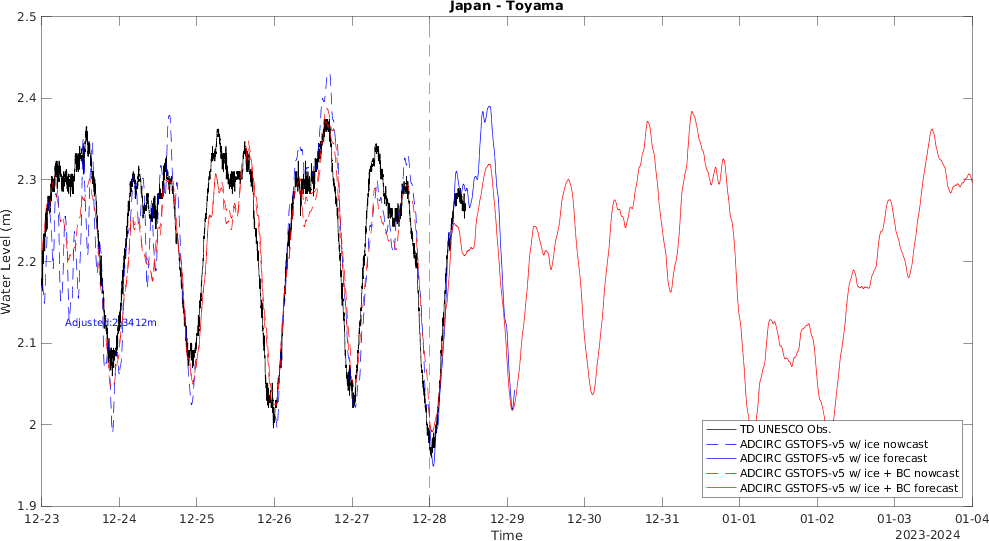 Japan - Toyama
2.5
2.4
2.3
2.2
2.1
2
1.9
Water Level (m)
Adjusted:2.3412m
TD UNESCO Obs.
ADCIRC GSTOFS-v5 w/ ice nowcast
ADCIRC GSTOFS-v5 w/ ice forecast
ADCIRC GSTOFS-v5 w/ ice + BC nowcast
ADCIRC GSTOFS-v5 w/ ice + BC forecast
12-23 12-24 12-25 12-26 12-27 12-28 12-29 12-30 12-31 01-01 01-02 01-03 01-04
Time
2023-2024